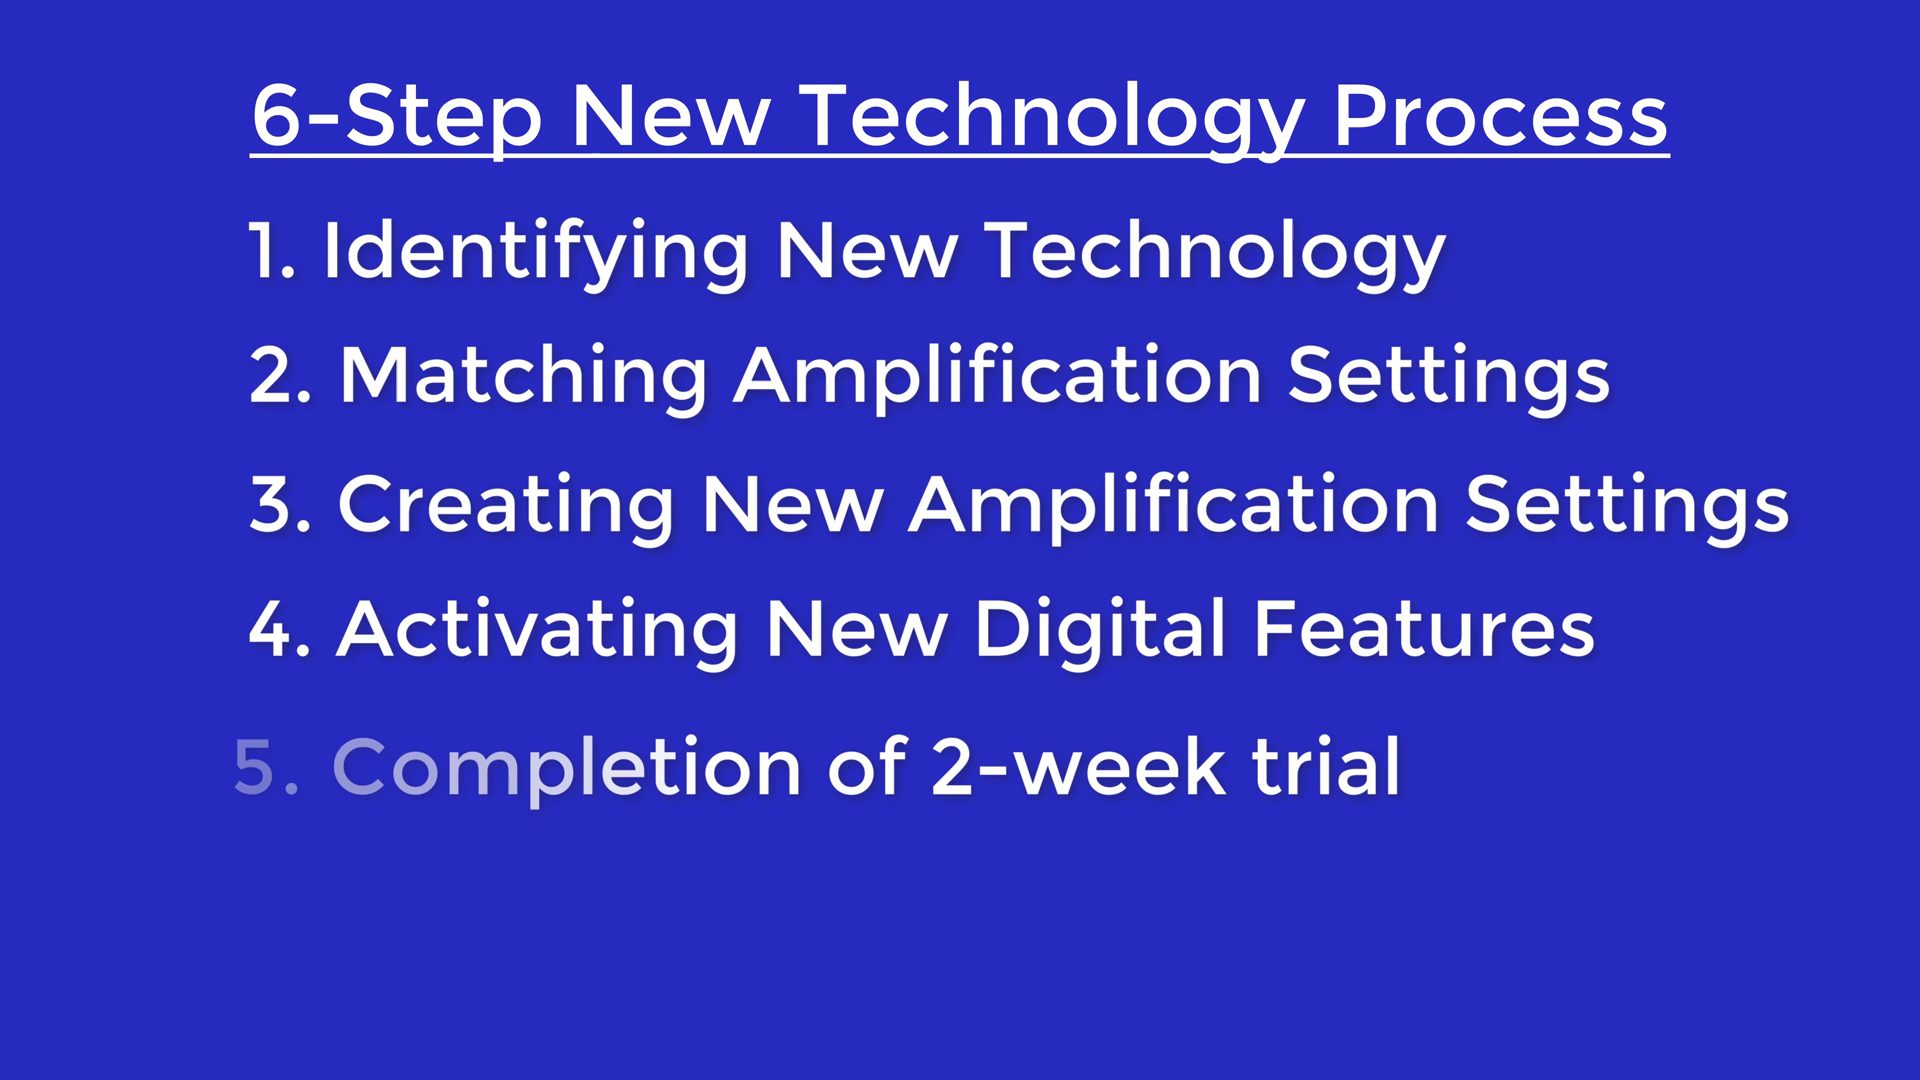 6-Step New Technology Process
1. Identifying New Technology
2. Matching Amplification Settings
3. Creating New Amplification Settings
4. Activating New Digital Features
5. Completion of 2-week trial